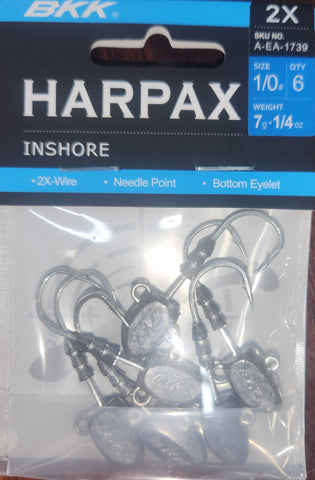 BKK
2X
SKU NO.
A-EA-1739
HARPAX
SIZE QTY
1/0# 6
WEIGHT
7g-1/4oz
INSHORE
2X-Wire Needle Point Bottom Eyelet
BKK